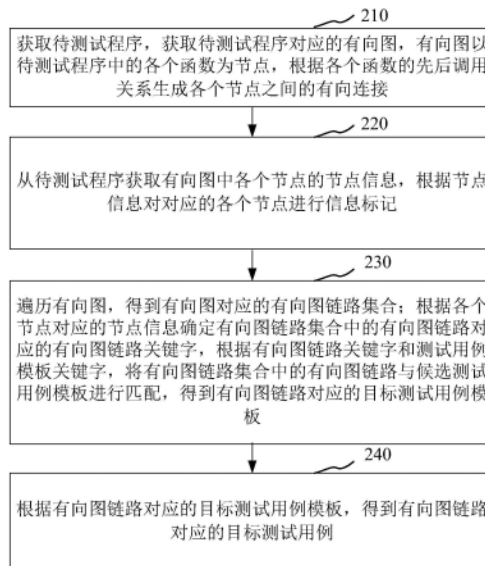 210
获取待测试程序，获取待测试程序对应的有向图，有向图以
待测试程序中的各个函数为节点，根据各个函数的先后调用
关系生成各个节点之间的有向连接
220
从待测试程序获取有向图中各个节点的节点信息，根据节点
信息对对应的各个节点进行信息标记
230
遍历有向图，得到有向图对应的有向图链路集合；根据各个
节点对应的节点信息确定有向图链路集合中的有向图链路对
应的有向图链路关键字，根据有向图链路关键字和测试用例
模板关键字，将有向图链路集合中的有向图链路与候选测试
用例模板进行匹配，得到有向图链路对应的目标测试用例模
板
240
根据有向图链路对应的目标测试用例模板，得到有向图链路
对应的目标测试用例